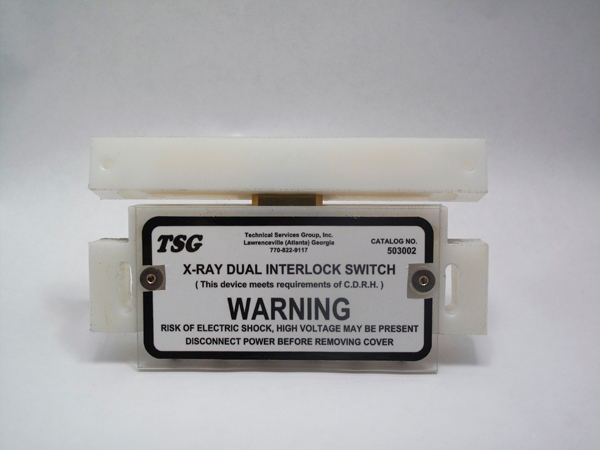 TSG
Technical Services Group, Inc.
Lawrenceville (Atlanta) Georgia
770-822-9117
CATALOG NO.
503002
X-RAY DUAL INTERLOCK SWITCH
( This device meets requirements of C.D.R.H. )
WARNING
RISK OF ELECTRIC SHOCK, HIGH VOLTAGE MAY BE PRESENT
DISCONNECT POWER BEFORE REMOVING COVER